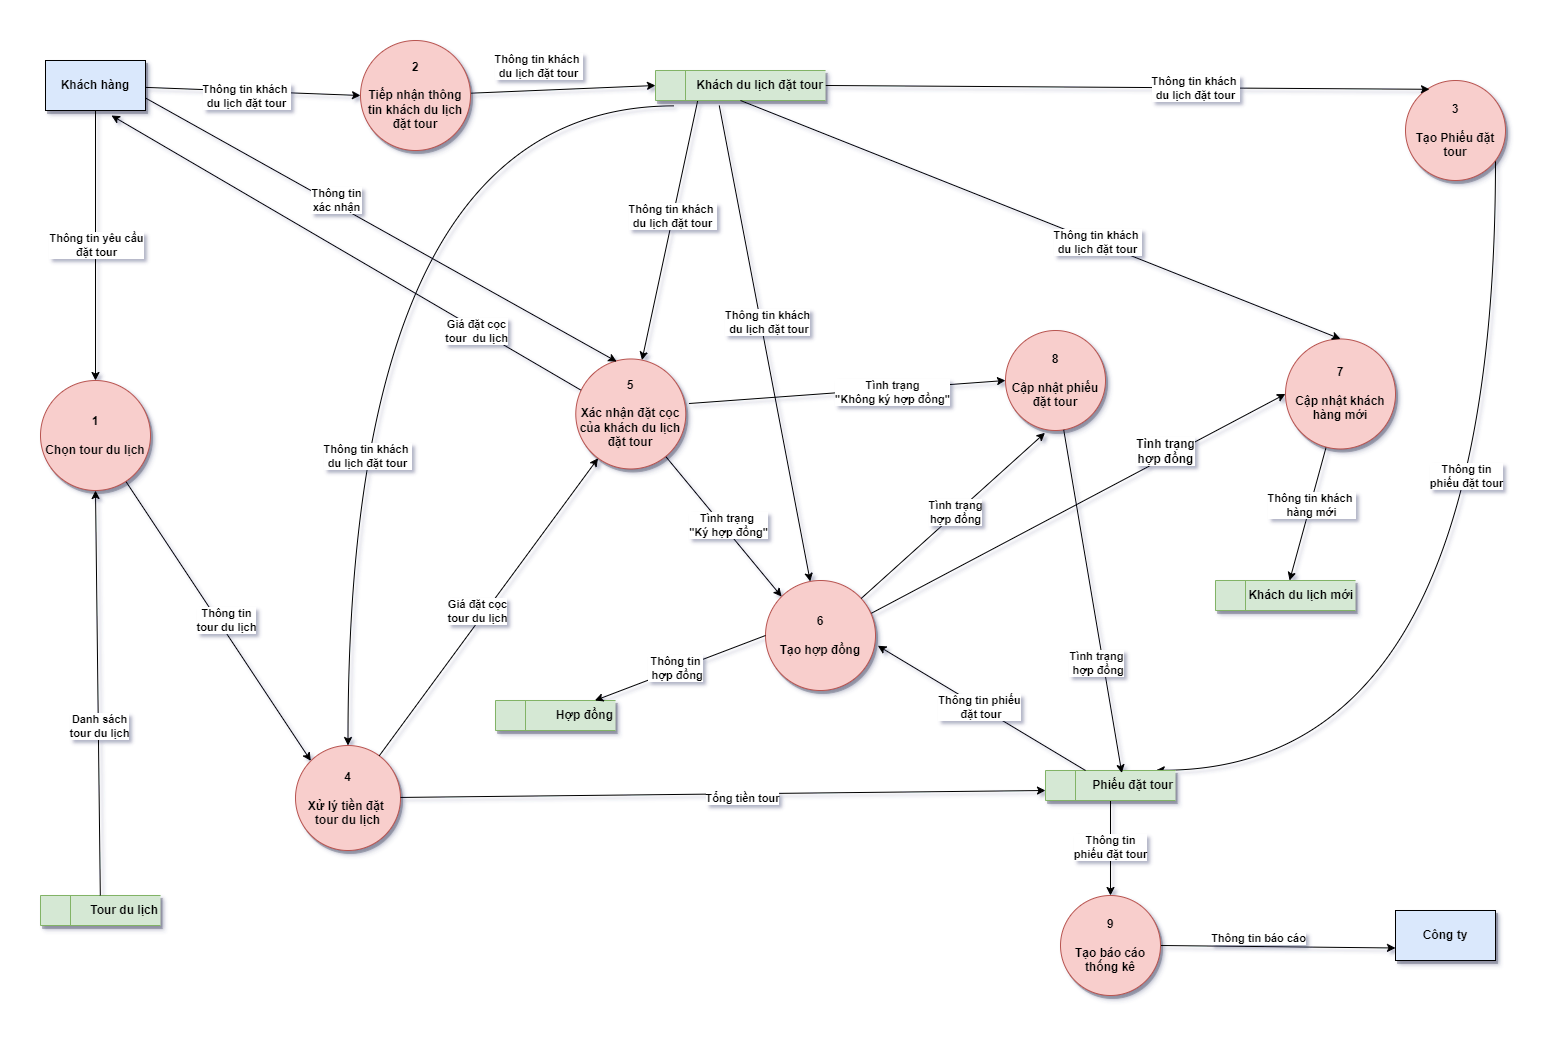 Khách hàng
Thông tin khách
du lịch đặt tour
2
Tiếp nhận thông
tin khách du lịch
đặt tour
Thông tin khách
du lịch đặt tour
Khách du lịch đặt tour
Thông tin khách
du lịch đặt tour
3
Tạo Phiếu đặt
tour
Thông tin
xác nhận
Thông tin khách
du lịch đặt tour
Thông tin yêu cầu
đặt tour
Thông tin khách
du lịch đặt tour
Giá đặt cọc
tour  du lịch
Thông tin khách
du lịch đặt tour
5
Xác nhận đặt cọc
của khách du lịch
đặt tour
Tình trạng
"Không ký hợp đồng"
8
Cập nhật phiếu
đặt tour
7
Cập nhật khách
hàng mới
1
Chọn tour du lịch
Thông tin khách
du lịch đặt tour
Tình trạng
hợp đồng
Thông tin
phiếu đặt tour
Tình trạng
"Ký hợp đồng"
Tình trạng
hợp đồng
Thông tin khách
hàng mới
Thông tin
tour du lịch
Giá đặt cọc
tour du lịch
6
Tạo hợp đồng
Khách du lịch mới
Thông tin
hợp đồng
Tình trạng
hợp đồng
Danh sách
tour du lịch
Hợp đồng
Thông tin phiếu
đặt tour
4
Xử lý tiền đặt
tour du lịch
Tổng tiền tour
Phiếu đặt tour
Thông tin
phiếu đặt tour
Tour du lịch
9
Tạo báo cáo
thống kê
Thông tin báo cáo
Công ty